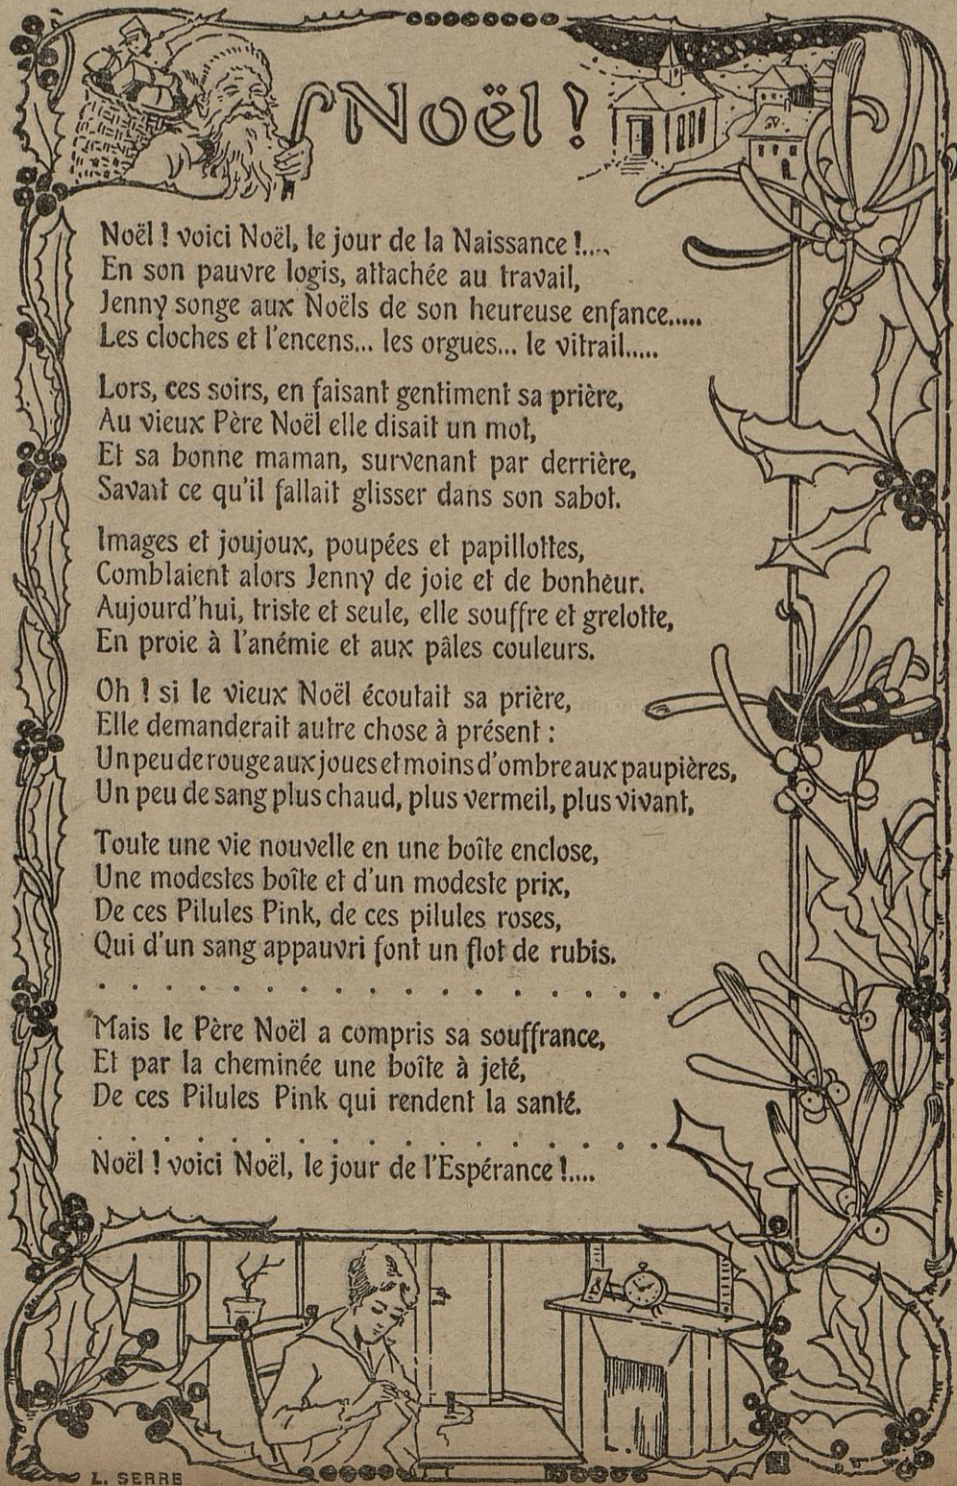 Noël !
Noël ! voici Noël, le jour de la Naissance !....
En son pauvre logis, attachée au travail,
Jenny songe aux Noëls de son heureuse enfance.....
Les cloches et l'encens... les orgues... le vitrail.....
Lors, ces soirs, en faisant gentiment sa prière,
Au vieux Père Noël elle disait un mot,
Et sa bonne maman, survenant par derrière,
Savait ce qu'il fallait glisser dans son sabot.
Images et joujoux, poupées et papillottes,
Comblaient alors Jenny de joie et de bonheur.
Aujourd'hui, triste et seule, elle souffre et grelotte,
En proie à l'anémie et aux pâles couleurs.
Oh ! si le vieux Noël écoutait sa prière,
Elle demanderait autre chose à présent :
Un peu de rouge aux joues et moins d'ombre aux paupières,
Un peu de sang plus chaud, plus vermeil, plus vivant,
Toute une vie nouvelle en une boîte enclose,
Une modestes boîte et d'un modeste prix,
De ces Pilules Pink, de ces pilules roses,
Qui d'un sang appauvri font un flot de rubis.
. . . . . . . . . . . . . . . . .
Mais le Père Noël a compris sa souffrance,
Et par la cheminée une boîte à jeté,
De ces Pilules Pink qui rendent la santé.
. . . . . . . . . . . . . . . . .
Noël ! voici Noël, le jour de l'Espérance !....
L. SERRE